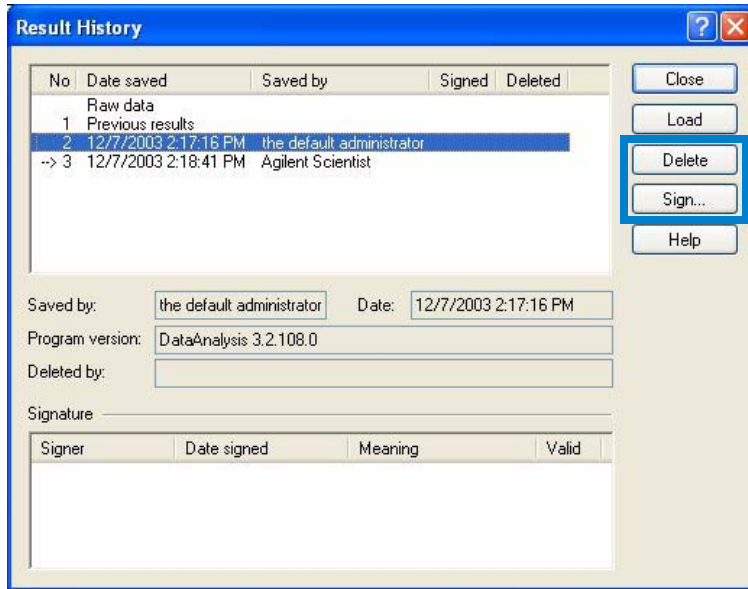 Result History
No Date saved Saved by Signed Deleted
Raw data
1 Previous results
2 12/7/2003 2:17:16 PM the default administrator
--> 3 12/7/2003 2:18:41 PM Agilent Scientist
Close
Load
Delete
Sign...
Help
Saved by: the default administrator Date: 12/7/2003 2:17:16 PM
Program version: DataAnalysis 3.2.108.0
Deleted by:
Signature
Signer Date signed Meaning Valid